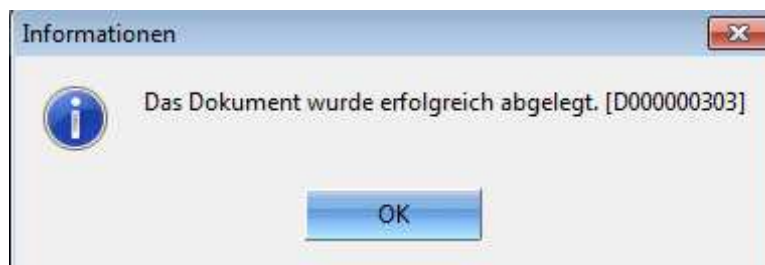 Informationen
Das Dokument wurde erfolgreich abgelegt. [D000000303]
OK